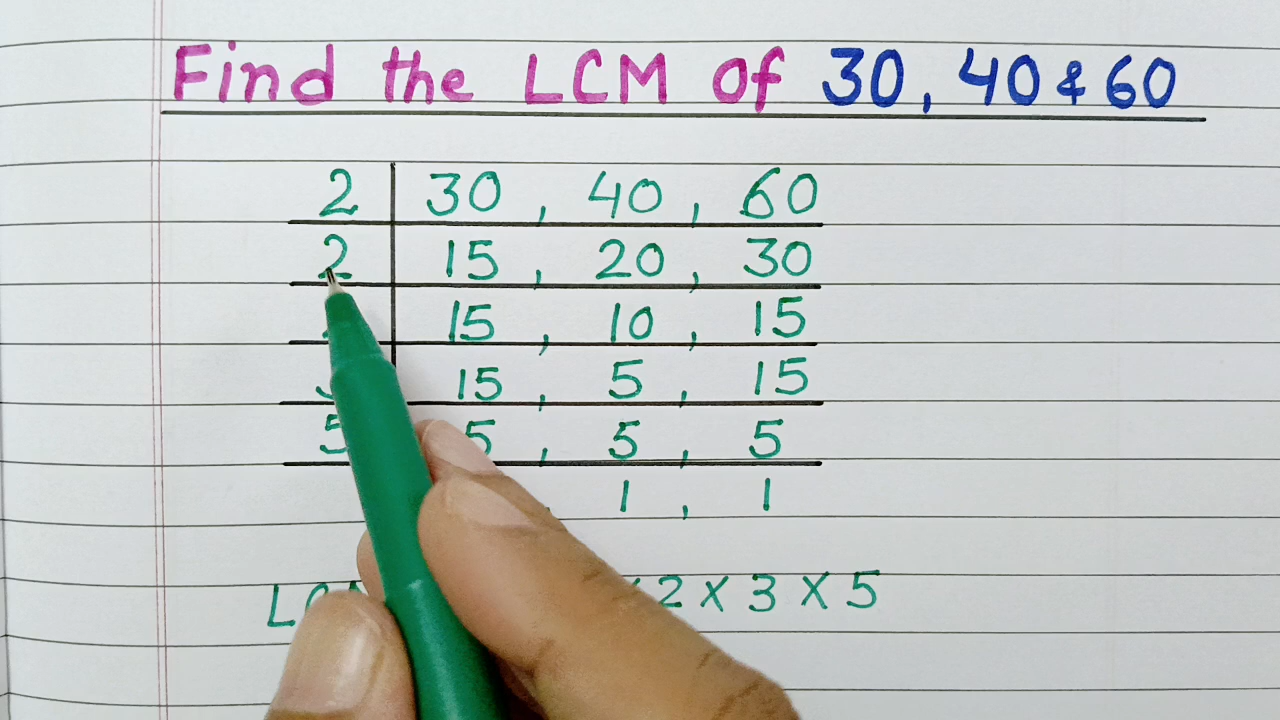 Find the LCM of 30, 40 & 60
2 30, 40, 60
2 15, 20, 30
15, 10, 15
15, 5, 15
5 5, 5, 5
, 1, 1
2 X 3 X 5